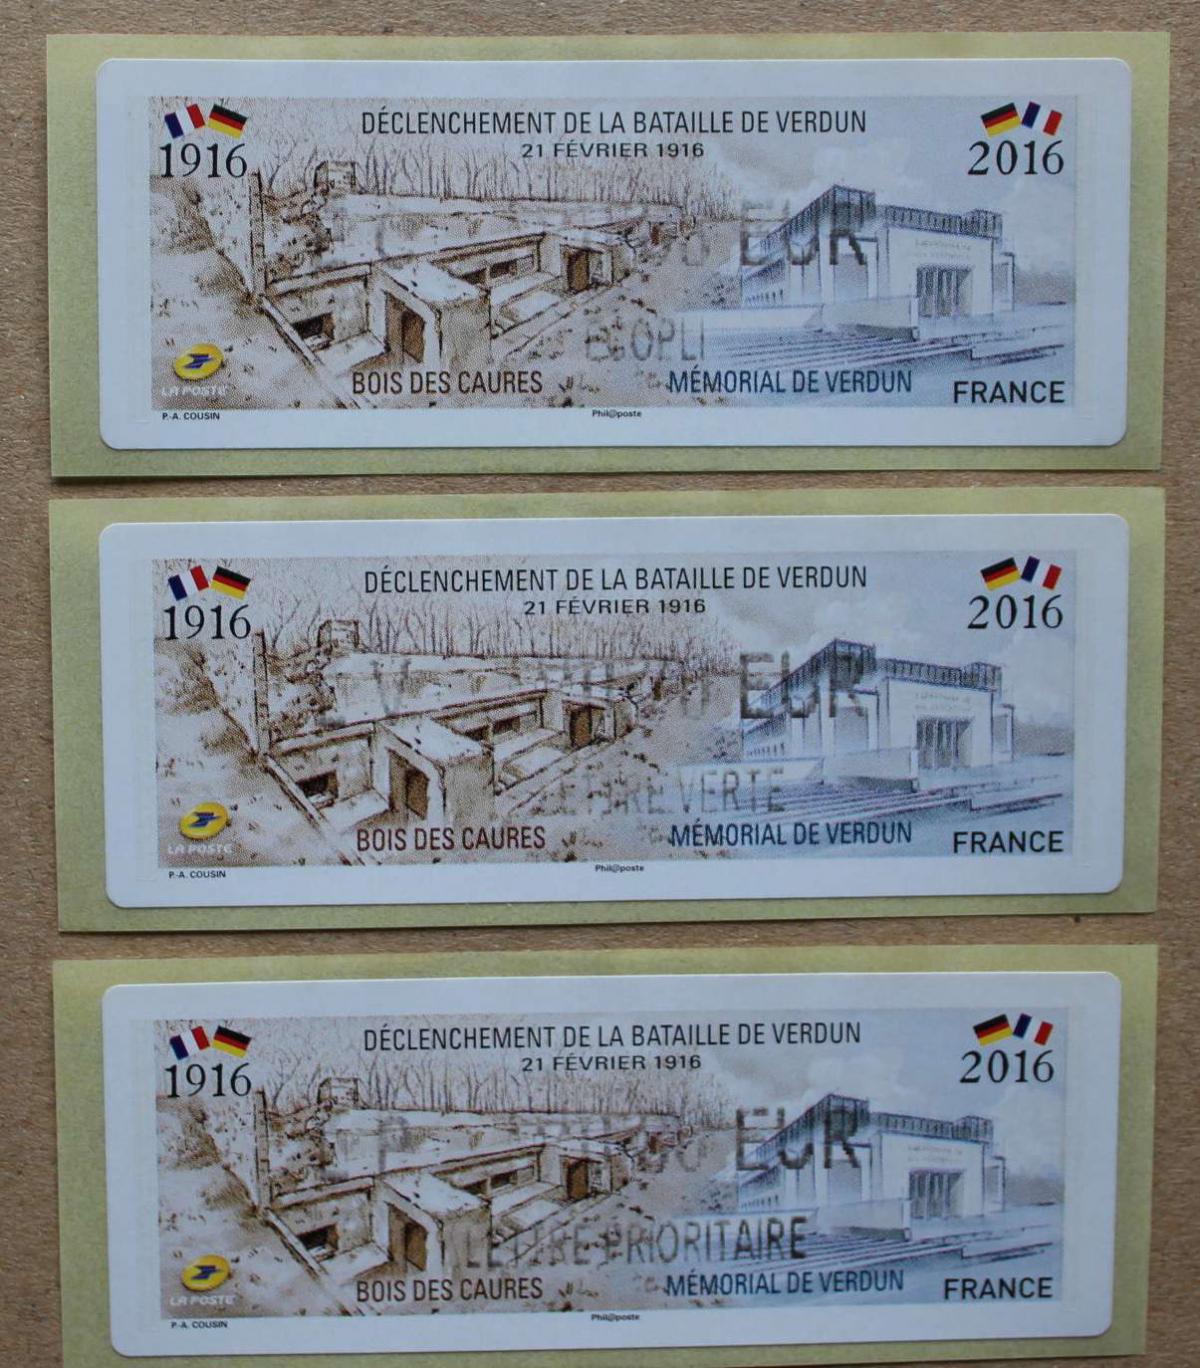 DÉCLENCHEMENT DE LA BATAILLE DE VERDUN
21 FÉVRIER 1916
1916
2016
EUR
ECOPLI
LA POSTE
BOIS DES CAURES
MÉMORIAL DE VERDUN
FRANCE
P.-A. COUSIN
Phil@poste
DÉCLENCHEMENT DE LA BATAILLE DE VERDUN
21 FÉVRIER 1916
1916
2016
EUR
LETTRE VERTE
LA POSTE
BOIS DES CAURES
MÉMORIAL DE VERDUN
FRANCE
P.-A. COUSIN
Phil@poste
DÉCLENCHEMENT DE LA BATAILLE DE VERDUN
21 FÉVRIER 1916
1916
2016
EUR
LETTRE PRIORITAIRE
LA POSTE
BOIS DES CAURES
MÉMORIAL DE VERDUN
FRANCE
P.-A. COUSIN
Phil@poste